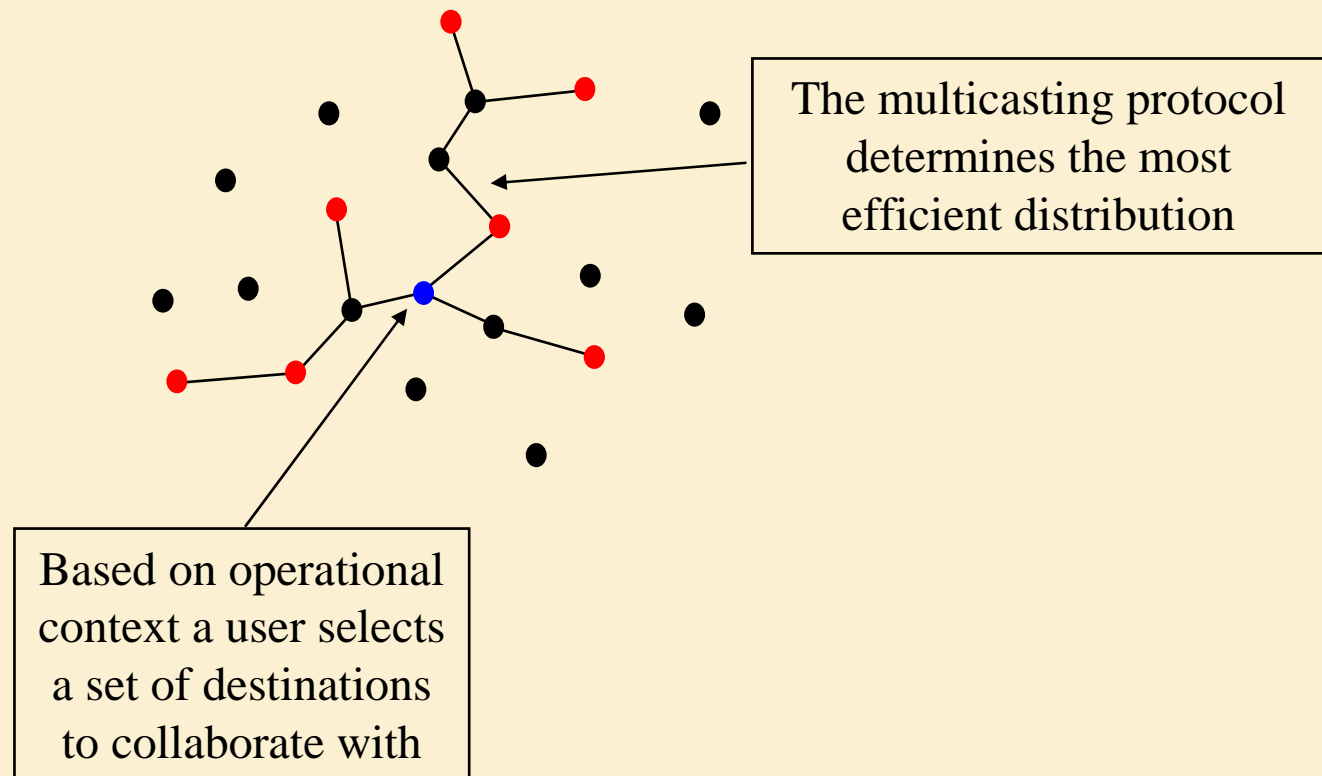 The multicasting protocol
determines the most
efficient distribution
Based on operational
context a user selects
a set of destinations
to collaborate with